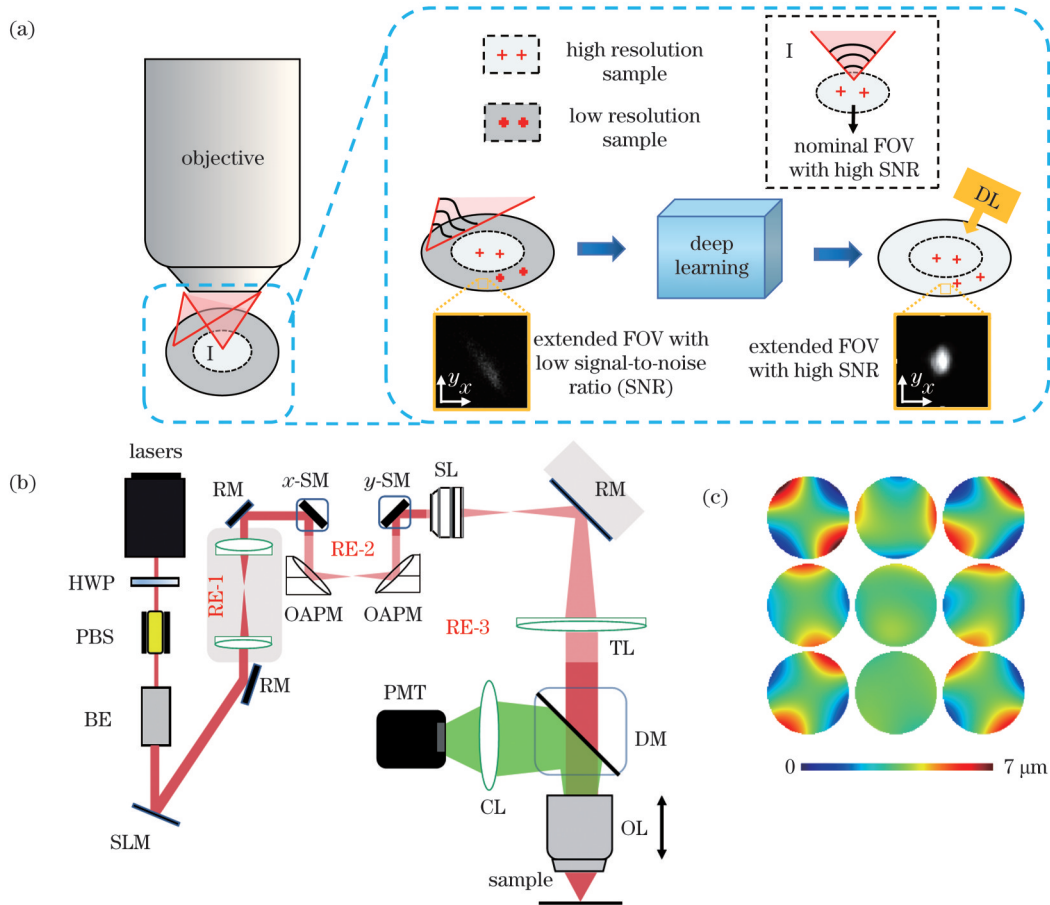 (a)
objective
I
high resolution
sample
low resolution
sample
I
nominal FOV
with high SNR
deep
learning
DL
y
x
extended FOV with
low signal-to-noise
ratio (SNR)
extended FOV
with high SNR
y
x
(b)
lasers
HWP
PBS
BE
SLM
RM
RE-1
RM
x-SM
y-SM
RE-2
OAPM
OAPM
SL
RM
RE-3
TL
PMT
CL
DM
OL
sample
(c)
0
7 μm